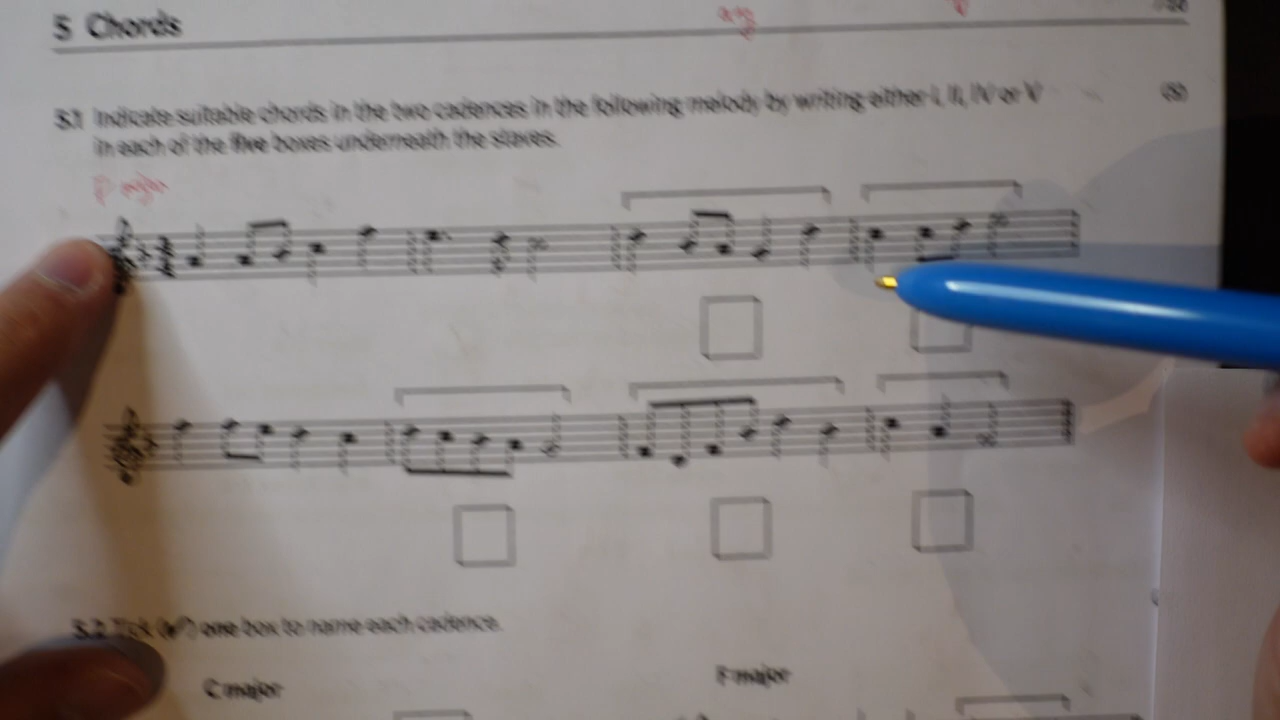 5 Chords
5.1 Indicate suitable chords in the two cadences in the following melody by writing either I, II, IV or V (5)
in each of the five boxes underneath the staves.
major
5.2 Tick (✔) one box to name each cadence.
C major F major